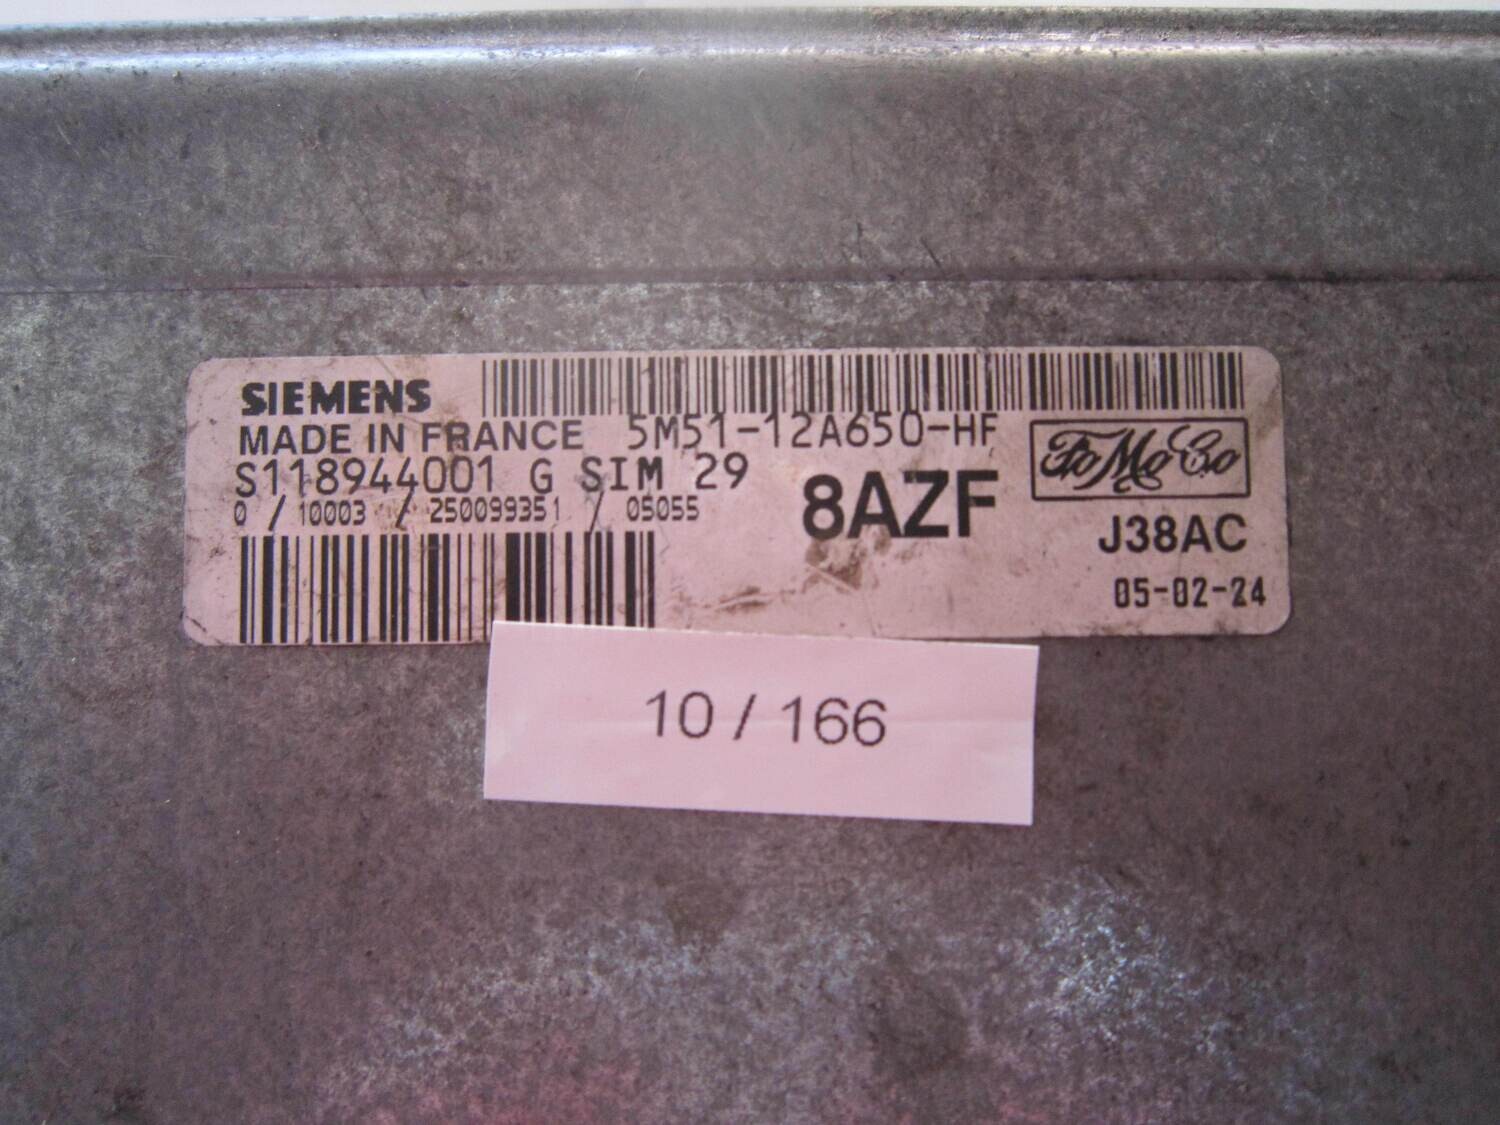 SIEMENS
MADE IN FRANCE 5M51-12A650-HF
S118944001 G SIM 29
0 / 10003 / 250099351 / 05055
8AZF
FoMoCo
J38AC
05-02-24
10 / 166